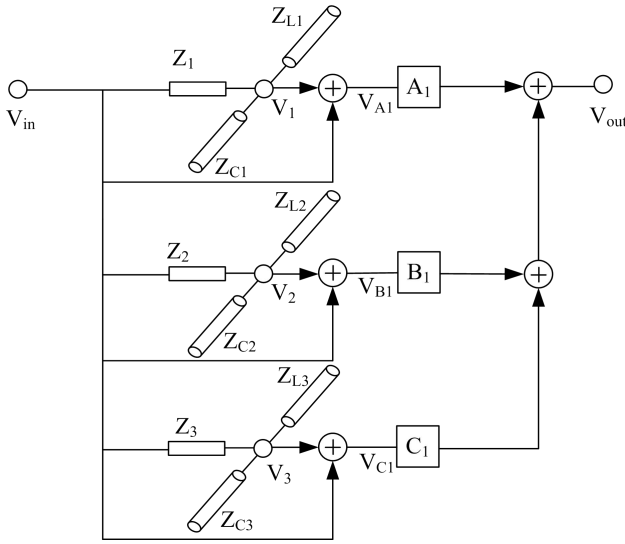 Z_L1
Z_1
V_in
V_1
V_A1
A_1
V_out
Z_C1
Z_L2
Z_2
V_2
V_B1
B_1
Z_C2
Z_L3
Z_3
V_3
V_C1
C_1
Z_C3